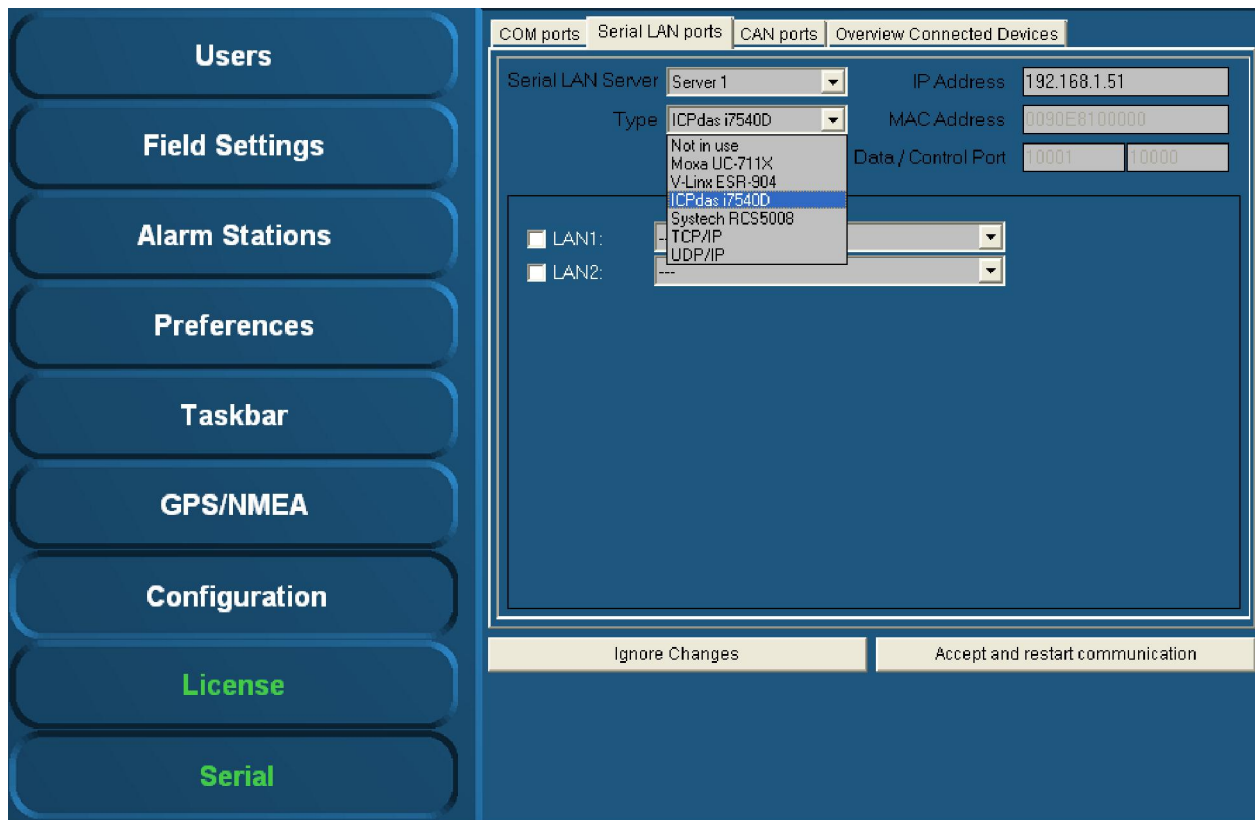 Users
Field Settings
Alarm Stations
Preferences
Taskbar
GPS/NMEA
Configuration
License
Serial
COM ports Serial LAN ports CAN ports Overview Connected Devices
Serial LAN Server Server 1 IP Address 192.168.1.51
Type ICPdas i7540D MAC Address 0090E8100000
Not in use
Moxa UC-711X
Data / Control Port 10001 10000
V-Linx ESR-904
ICPdas i7540D
Systech RCS5008
LAN1:
TCP/IP
UDP/IP
LAN2: ---
Ignore Changes Accept and restart communication